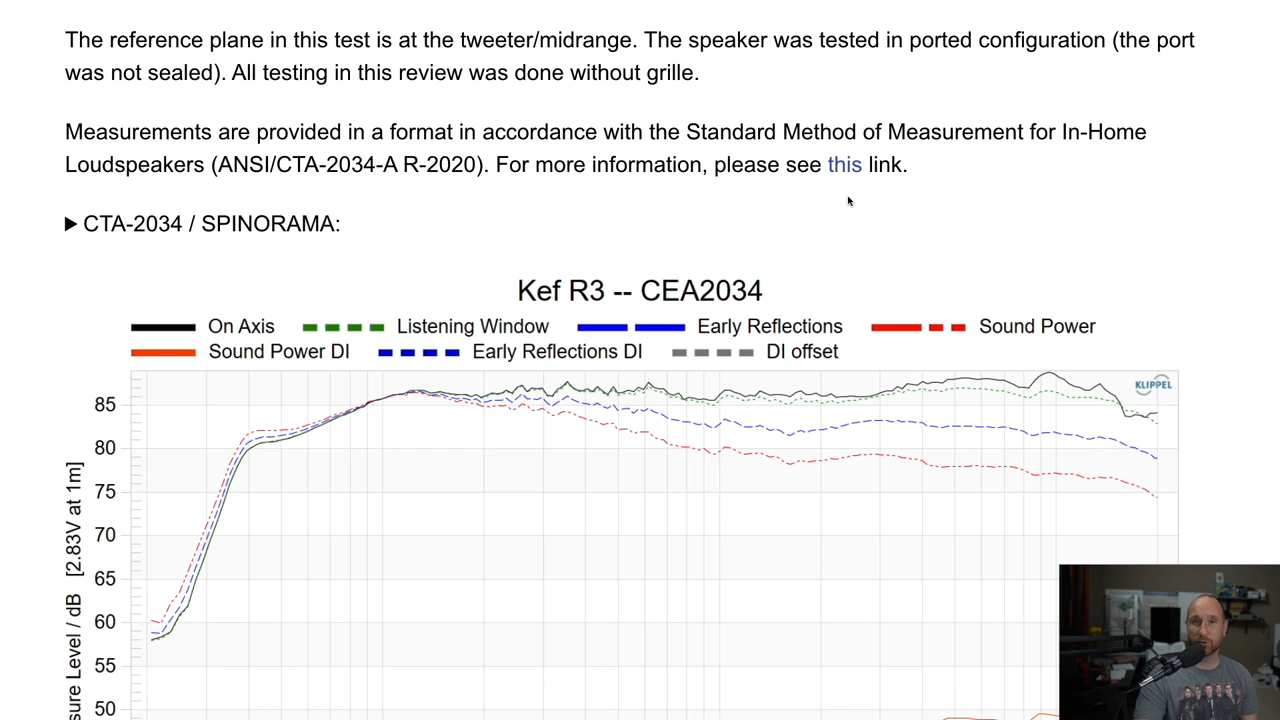 The reference plane in this test is at the tweeter/midrange. The speaker was tested in ported configuration (the port
was not sealed). All testing in this review was done without grille.
Measurements are provided in a format in accordance with the Standard Method of Measurement for In-Home
Loudspeakers (ANSI/CTA-2034-A R-2020). For more information, please see this link.
▶ CTA-2034 / SPINORAMA:
Kef R3 -- CEA2034
On Axis Listening Window Early Reflections Sound Power
Sound Power DI Early Reflections DI DI offset
KLIPPEL
85
80
75
70
65
60
55
50
sure Level / dB [2.83V at 1m]